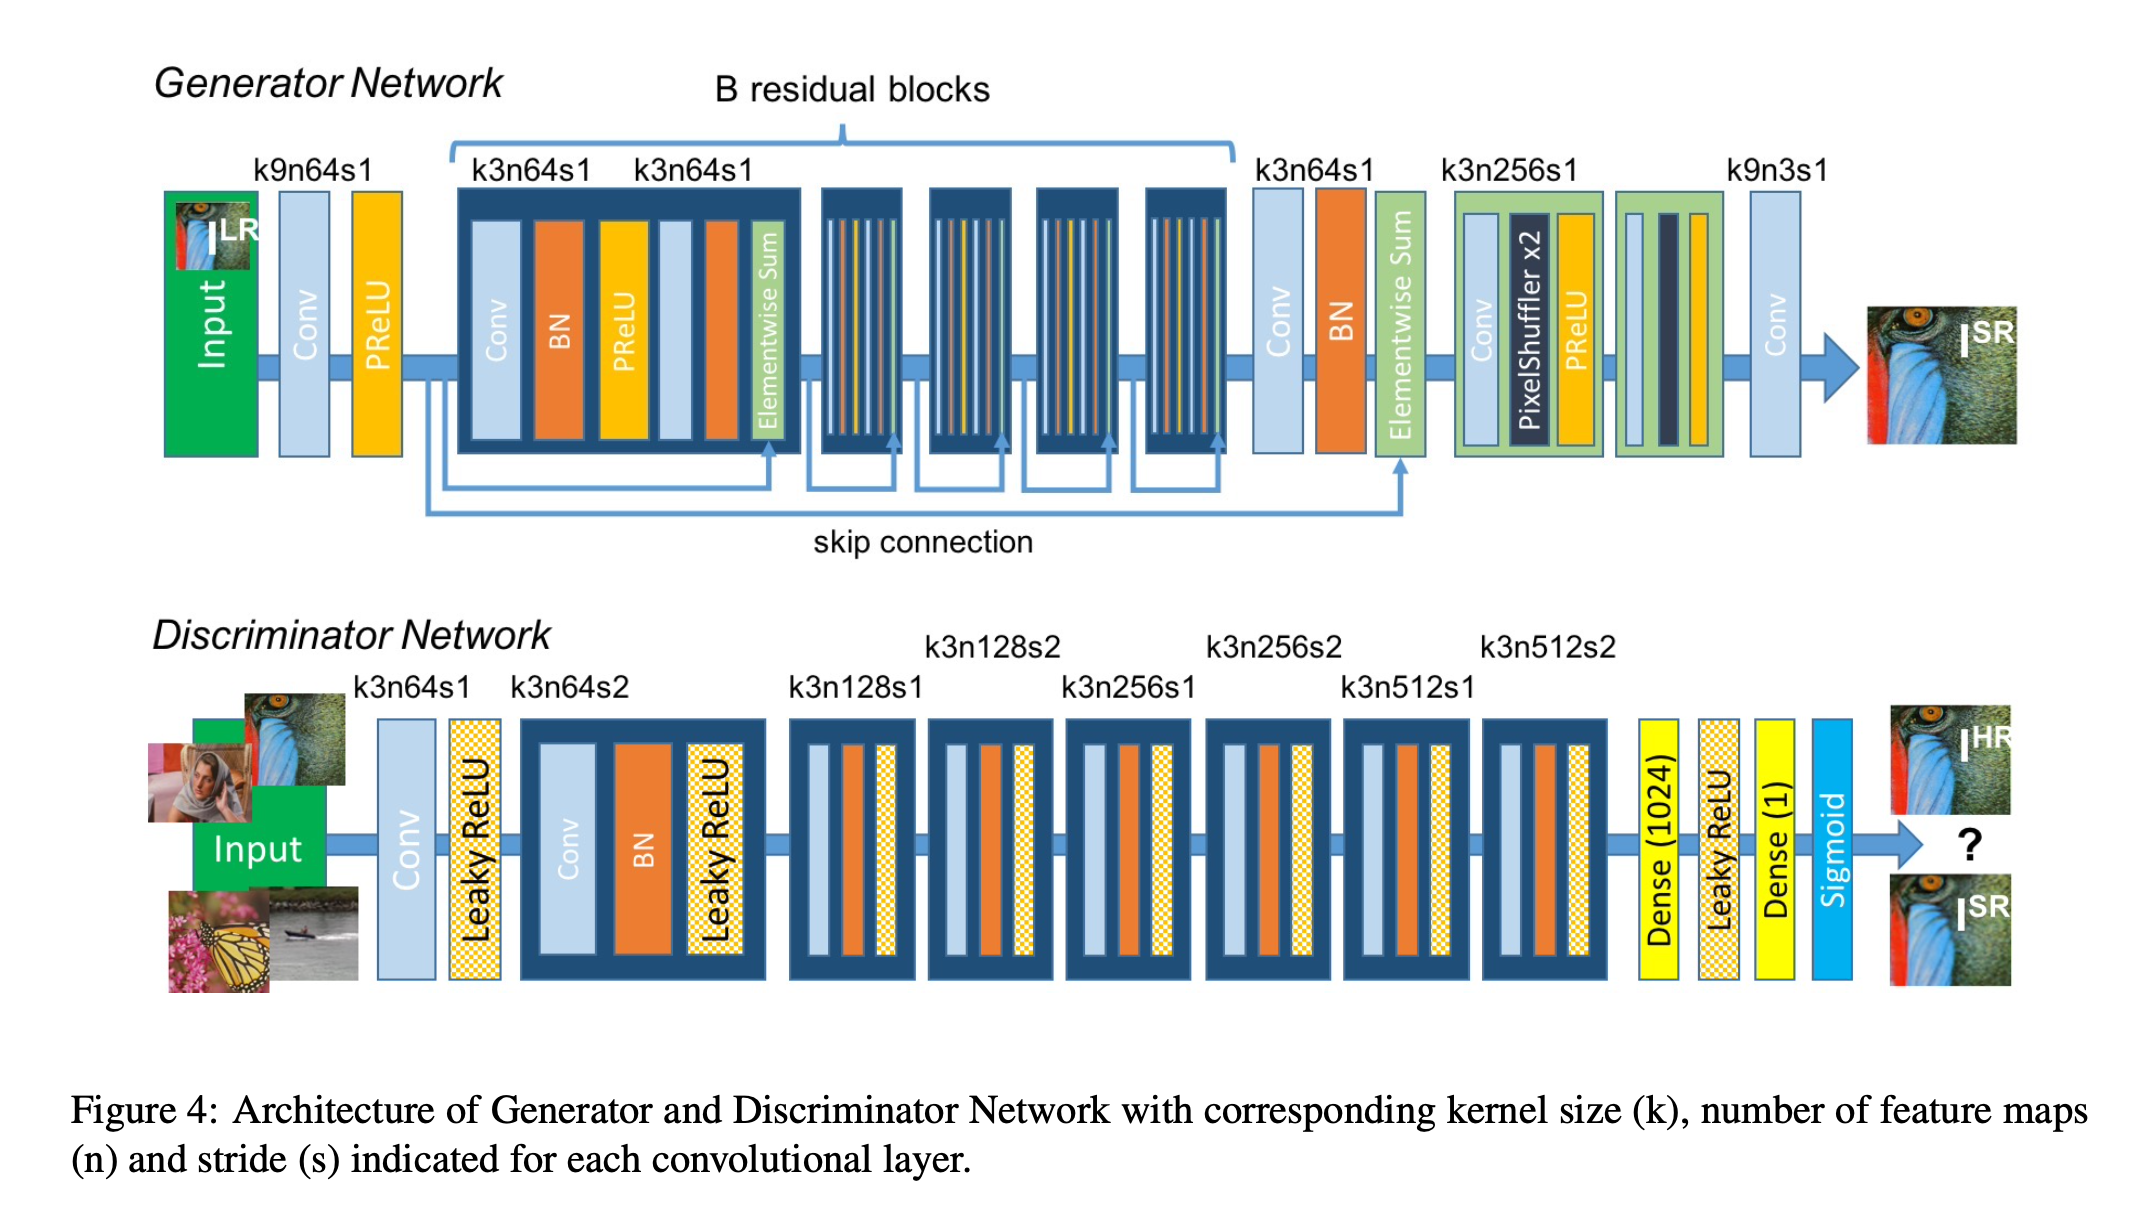 Generator Network
B residual blocks
k9n64s1
k3n64s1
k3n64s1
k3n64s1
k3n256s1
k9n3s1
I^LR
Input
Conv
PReLU
Conv
BN
PReLU
Elementwise Sum
Conv
BN
Elementwise Sum
Conv
PixelShuffler x2
PReLU
Conv
I^SR
skip connection
Discriminator Network
k3n64s1
k3n64s2
k3n128s1
k3n128s2
k3n256s1
k3n256s2
k3n512s1
k3n512s2
Input
Conv
Leaky ReLU
Conv
BN
Leaky ReLU
Dense (1024)
Leaky ReLU
Dense (1)
Sigmoid
I^HR
?
I^SR
Figure 4: Architecture of Generator and Discriminator Network with corresponding kernel size (k), number of feature maps
(n) and stride (s) indicated for each convolutional layer.